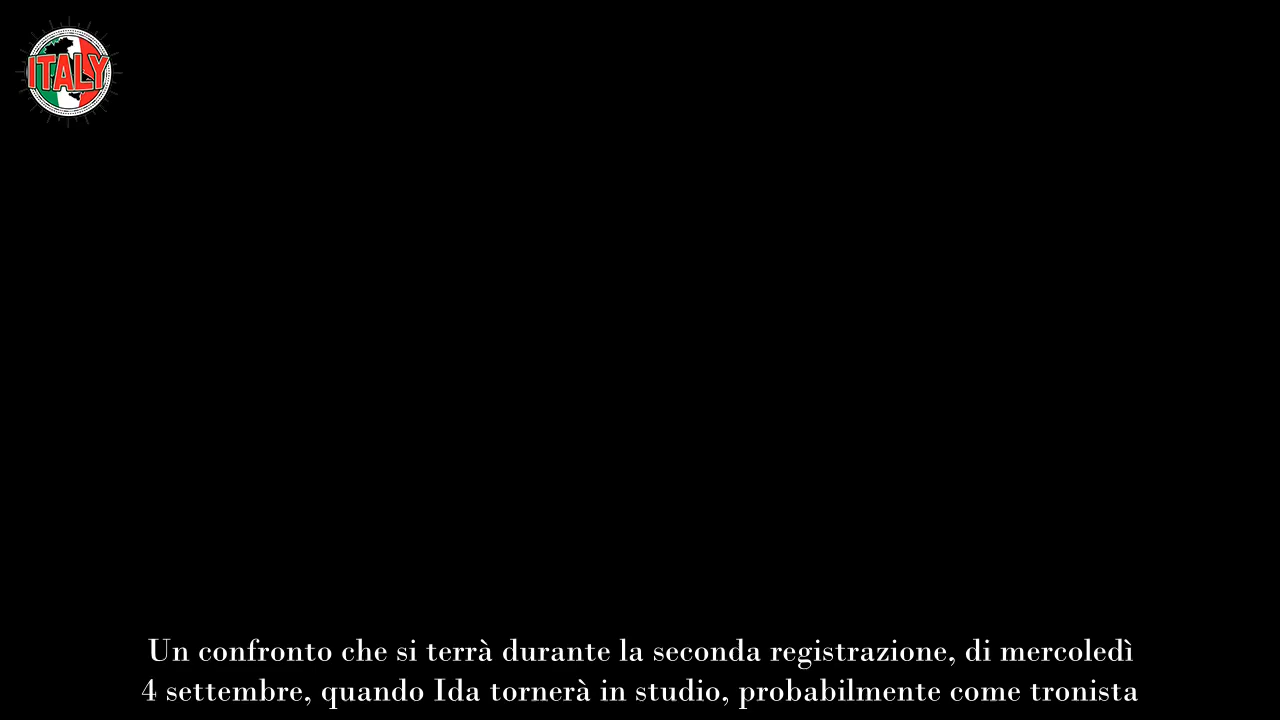 ITALY
Un confronto che si terrà durante la seconda registrazione, di mercoledì
4 settembre, quando Ida tornerà in studio, probabilmente come tronista